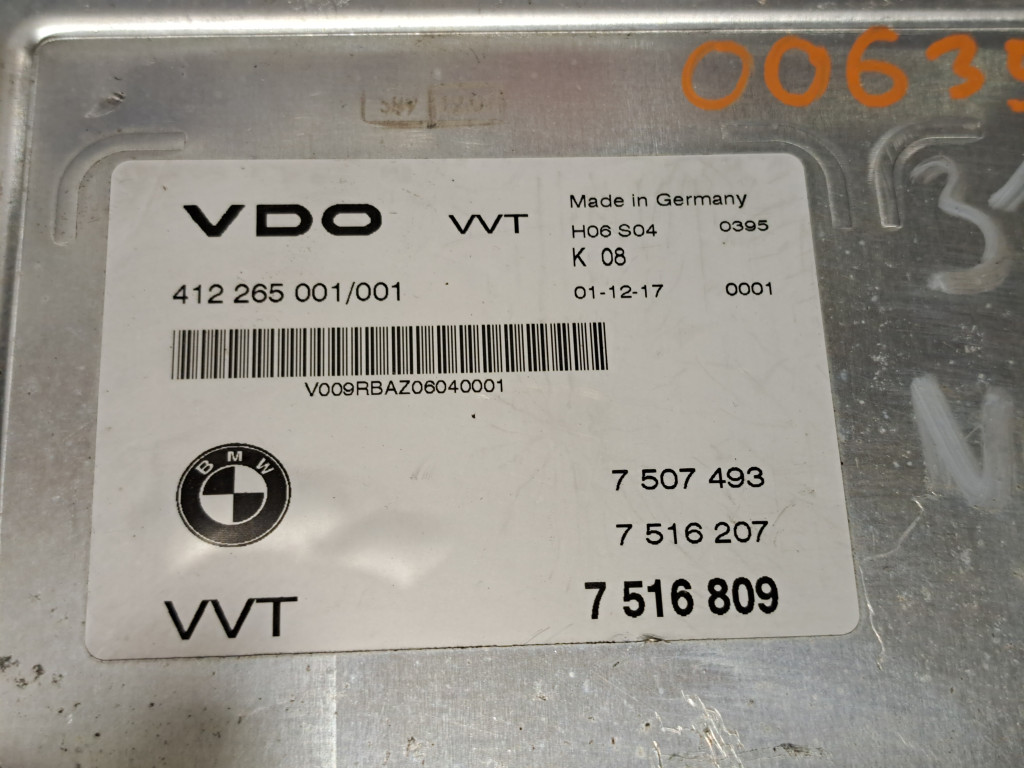 0063
3
N
VDO VVT Made in Germany
H06 S04 0395
K 08
412 265 001/001 01-12-17 0001
V009RBAZ06040001
BMW
7 507 493
7 516 207
VVT 7 516 809